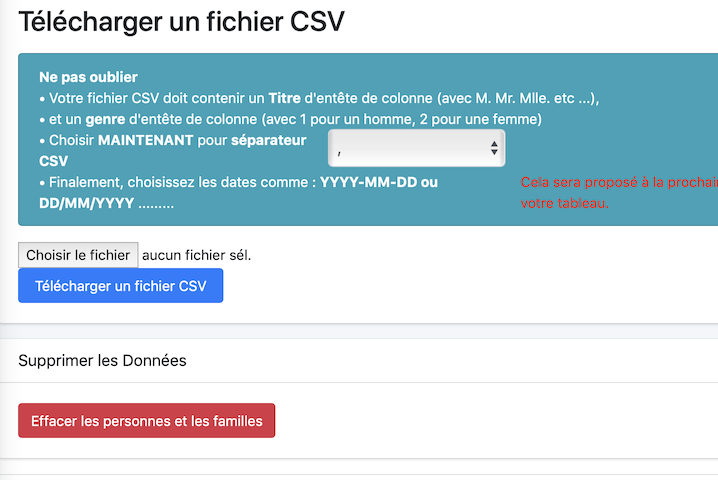 Télécharger un fichier CSV
Ne pas oublier
• Votre fichier CSV doit contenir un Titre d'entête de colonne (avec M. Mr. Mlle. etc ...),
• et un genre d'entête de colonne (avec 1 pour un homme, 2 pour une femme)
• Choisir MAINTENANT pour séparateur
CSV
,
• Finalement, choisissez les dates comme : YYYY-MM-DD ou
DD/MM/YYYY .........
Cela sera proposé à la prochai
votre tableau.
Choisir le fichier aucun fichier sél.
Télécharger un fichier CSV
Supprimer les Données
Effacer les personnes et les familles